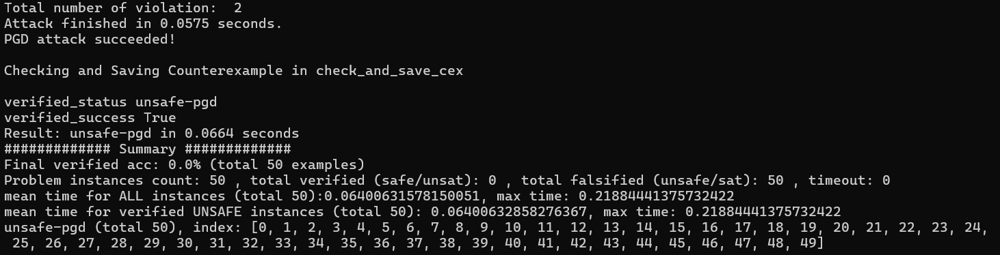 Total number of violation:  2
Attack finished in 0.0575 seconds.
PGD attack succeeded!
Checking and Saving Counterexample in check_and_save_cex
verified_status unsafe-pgd
verified_success True
Result: unsafe-pgd in 0.0664 seconds
############# Summary #############
Final verified acc: 0.0% (total 50 examples)
Problem instances count: 50 , total verified (safe/unsat): 0 , total falsified (unsafe/sat): 50 , timeout: 0
mean time for ALL instances (total 50):0.06400631578150051, max time: 0.21884441375732422
mean time for verified UNSAFE instances (total 50): 0.06400632858276367, max time: 0.21884441375732422
unsafe-pgd (total 50), index: [0, 1, 2, 3, 4, 5, 6, 7, 8, 9, 10, 11, 12, 13, 14, 15, 16, 17, 18, 19, 20, 21, 22, 23, 24,
 25, 26, 27, 28, 29, 30, 31, 32, 33, 34, 35, 36, 37, 38, 39, 40, 41, 42, 43, 44, 45, 46, 47, 48, 49]